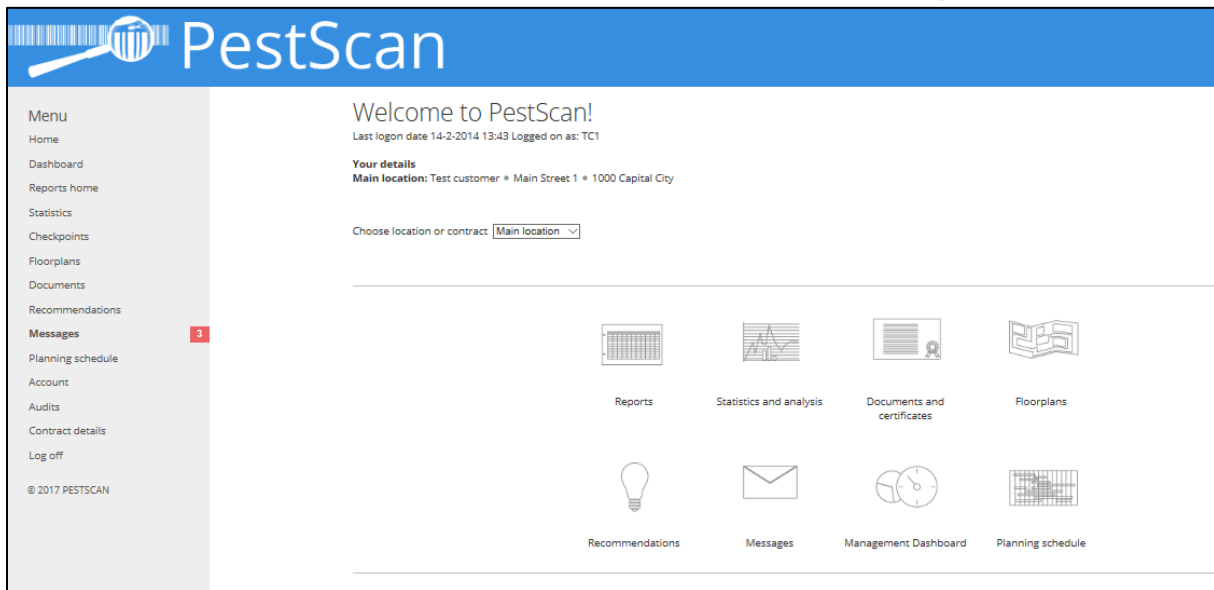 PestScan
Menu
Home
Dashboard
Reports home
Statistics
Checkpoints
Floorplans
Documents
Recommendations
Messages 3
Planning schedule
Account
Audits
Contract details
Log off
© 2017 PESTSCAN
Welcome to PestScan!
Last logon date 14-2-2014 13:43 Logged on as: TC1
Your details
Main location: Test customer • Main Street 1 • 1000 Capital City
Choose location or contract Main location
Reports Statistics and analysis Documents and Floorplans
certificates
Recommendations Messages Management Dashboard Planning schedule